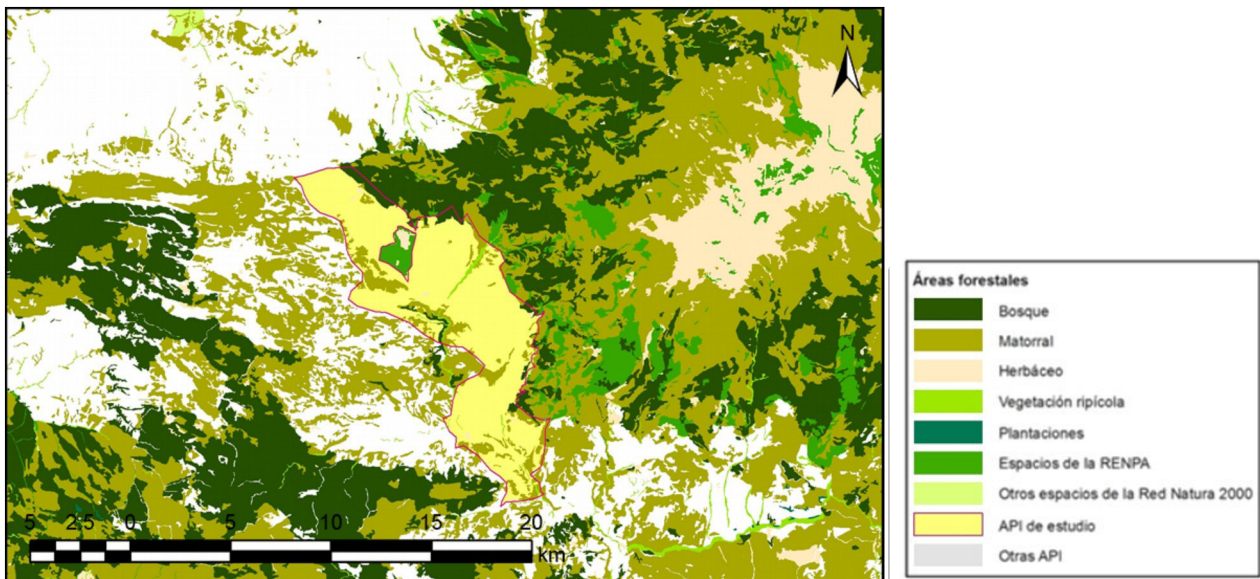 N
5 2.5 0 5 10 15 20
km
Áreas forestales
Bosque
Matorral
Herbáceo
Vegetación ripícola
Plantaciones
Espacios de la RENPA
Otros espacios de la Red Natura 2000
API de estudio
Otras API